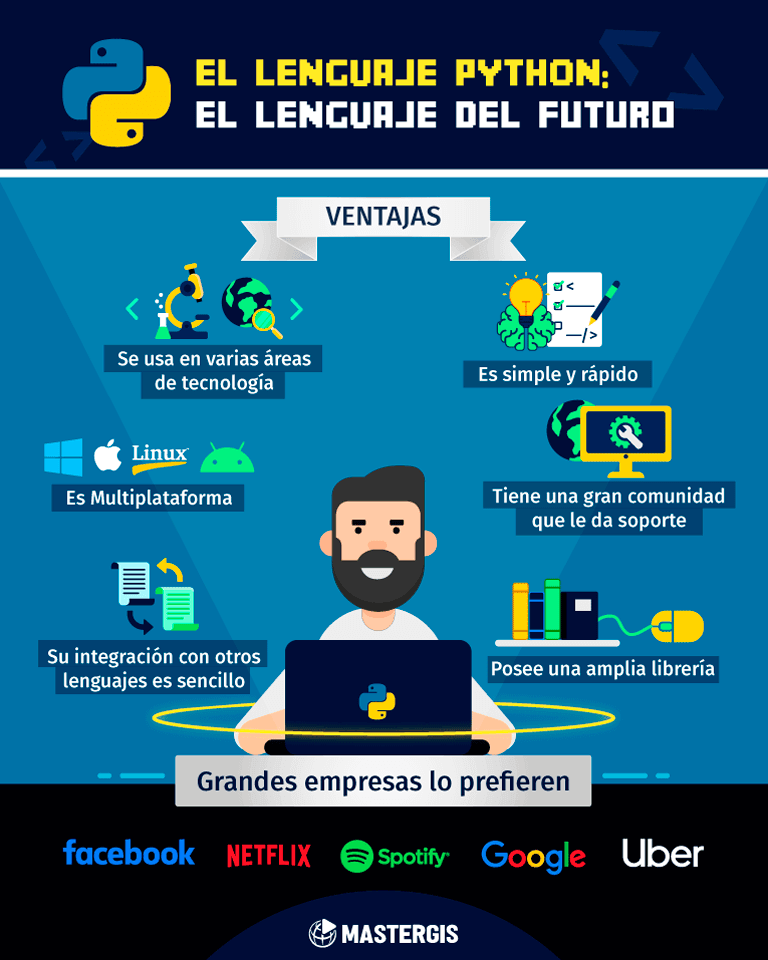 EL LENGUAJE PYTHON:
EL LENGUAJE DEL FUTURO
VENTAJAS
Se usa en varias áreas
de tecnología
Es simple y rápido
Linux
Es Multiplataforma
Tiene una gran comunidad
que le da soporte
Su integración con otros
lenguajes es sencillo
Posee una amplia librería
Grandes empresas lo prefieren
facebook
NETFLIX
Spotify
Google
Uber
MASTERGIS